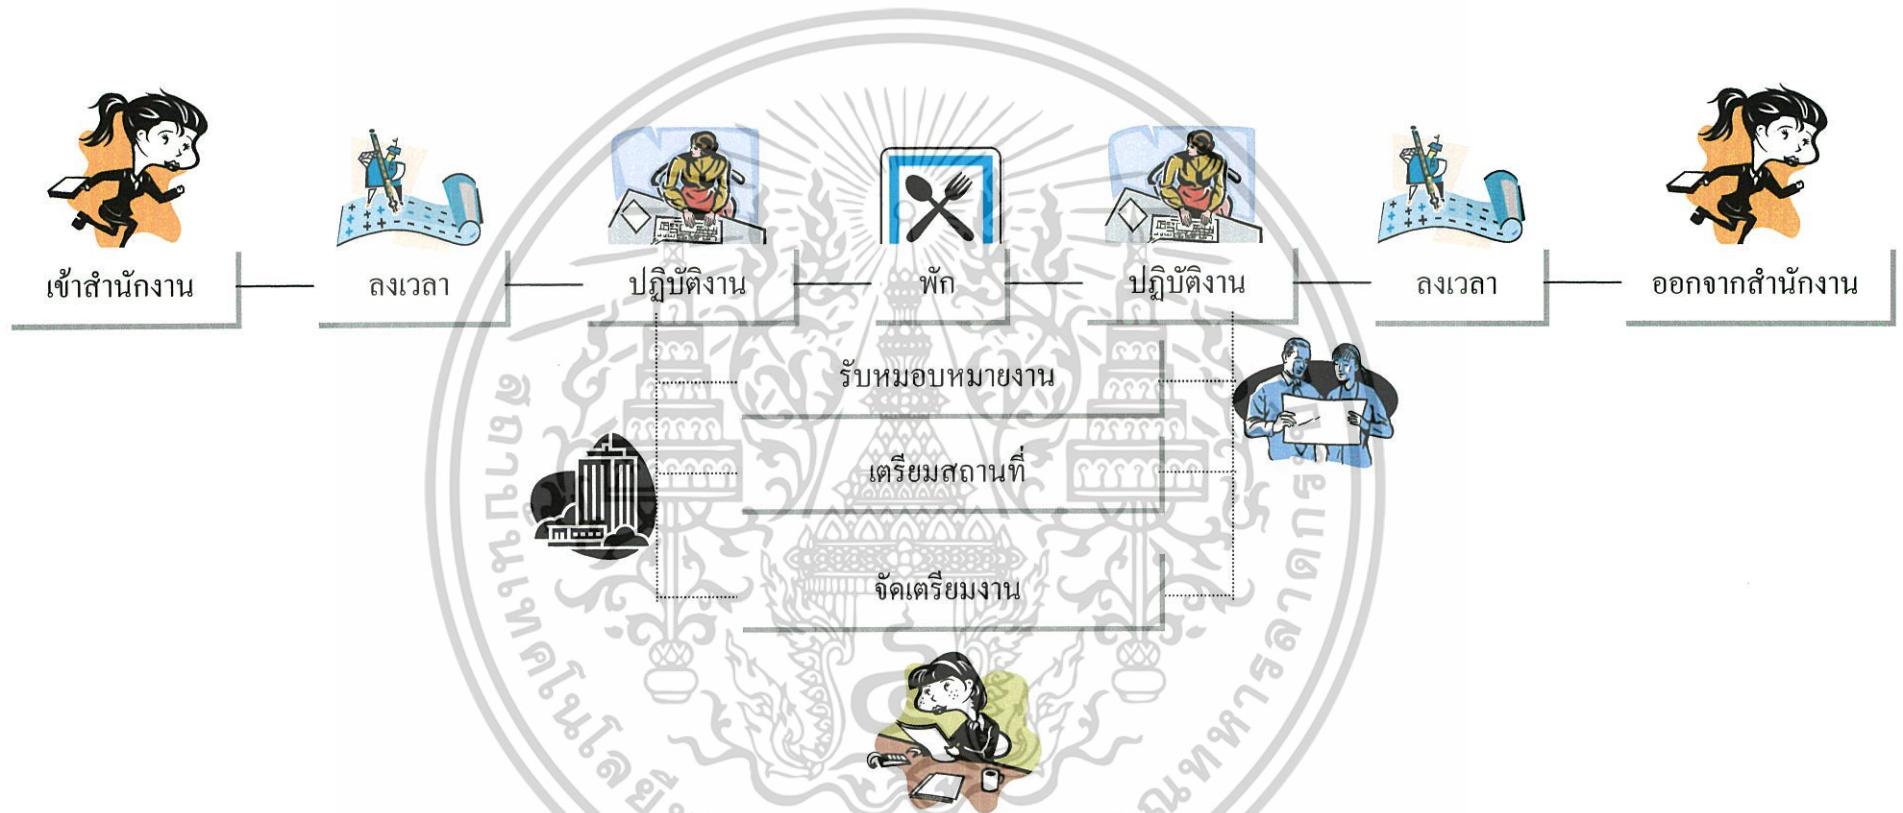 เข้าสำนักงาน
ลงเวลา
ปฏิบัติงาน
พัก
ปฏิบัติงาน
ลงเวลา
ออกจากสำนักงาน
รับหมอบหมายงาน
เตรียมสถานที่
จัดเตรียมงาน